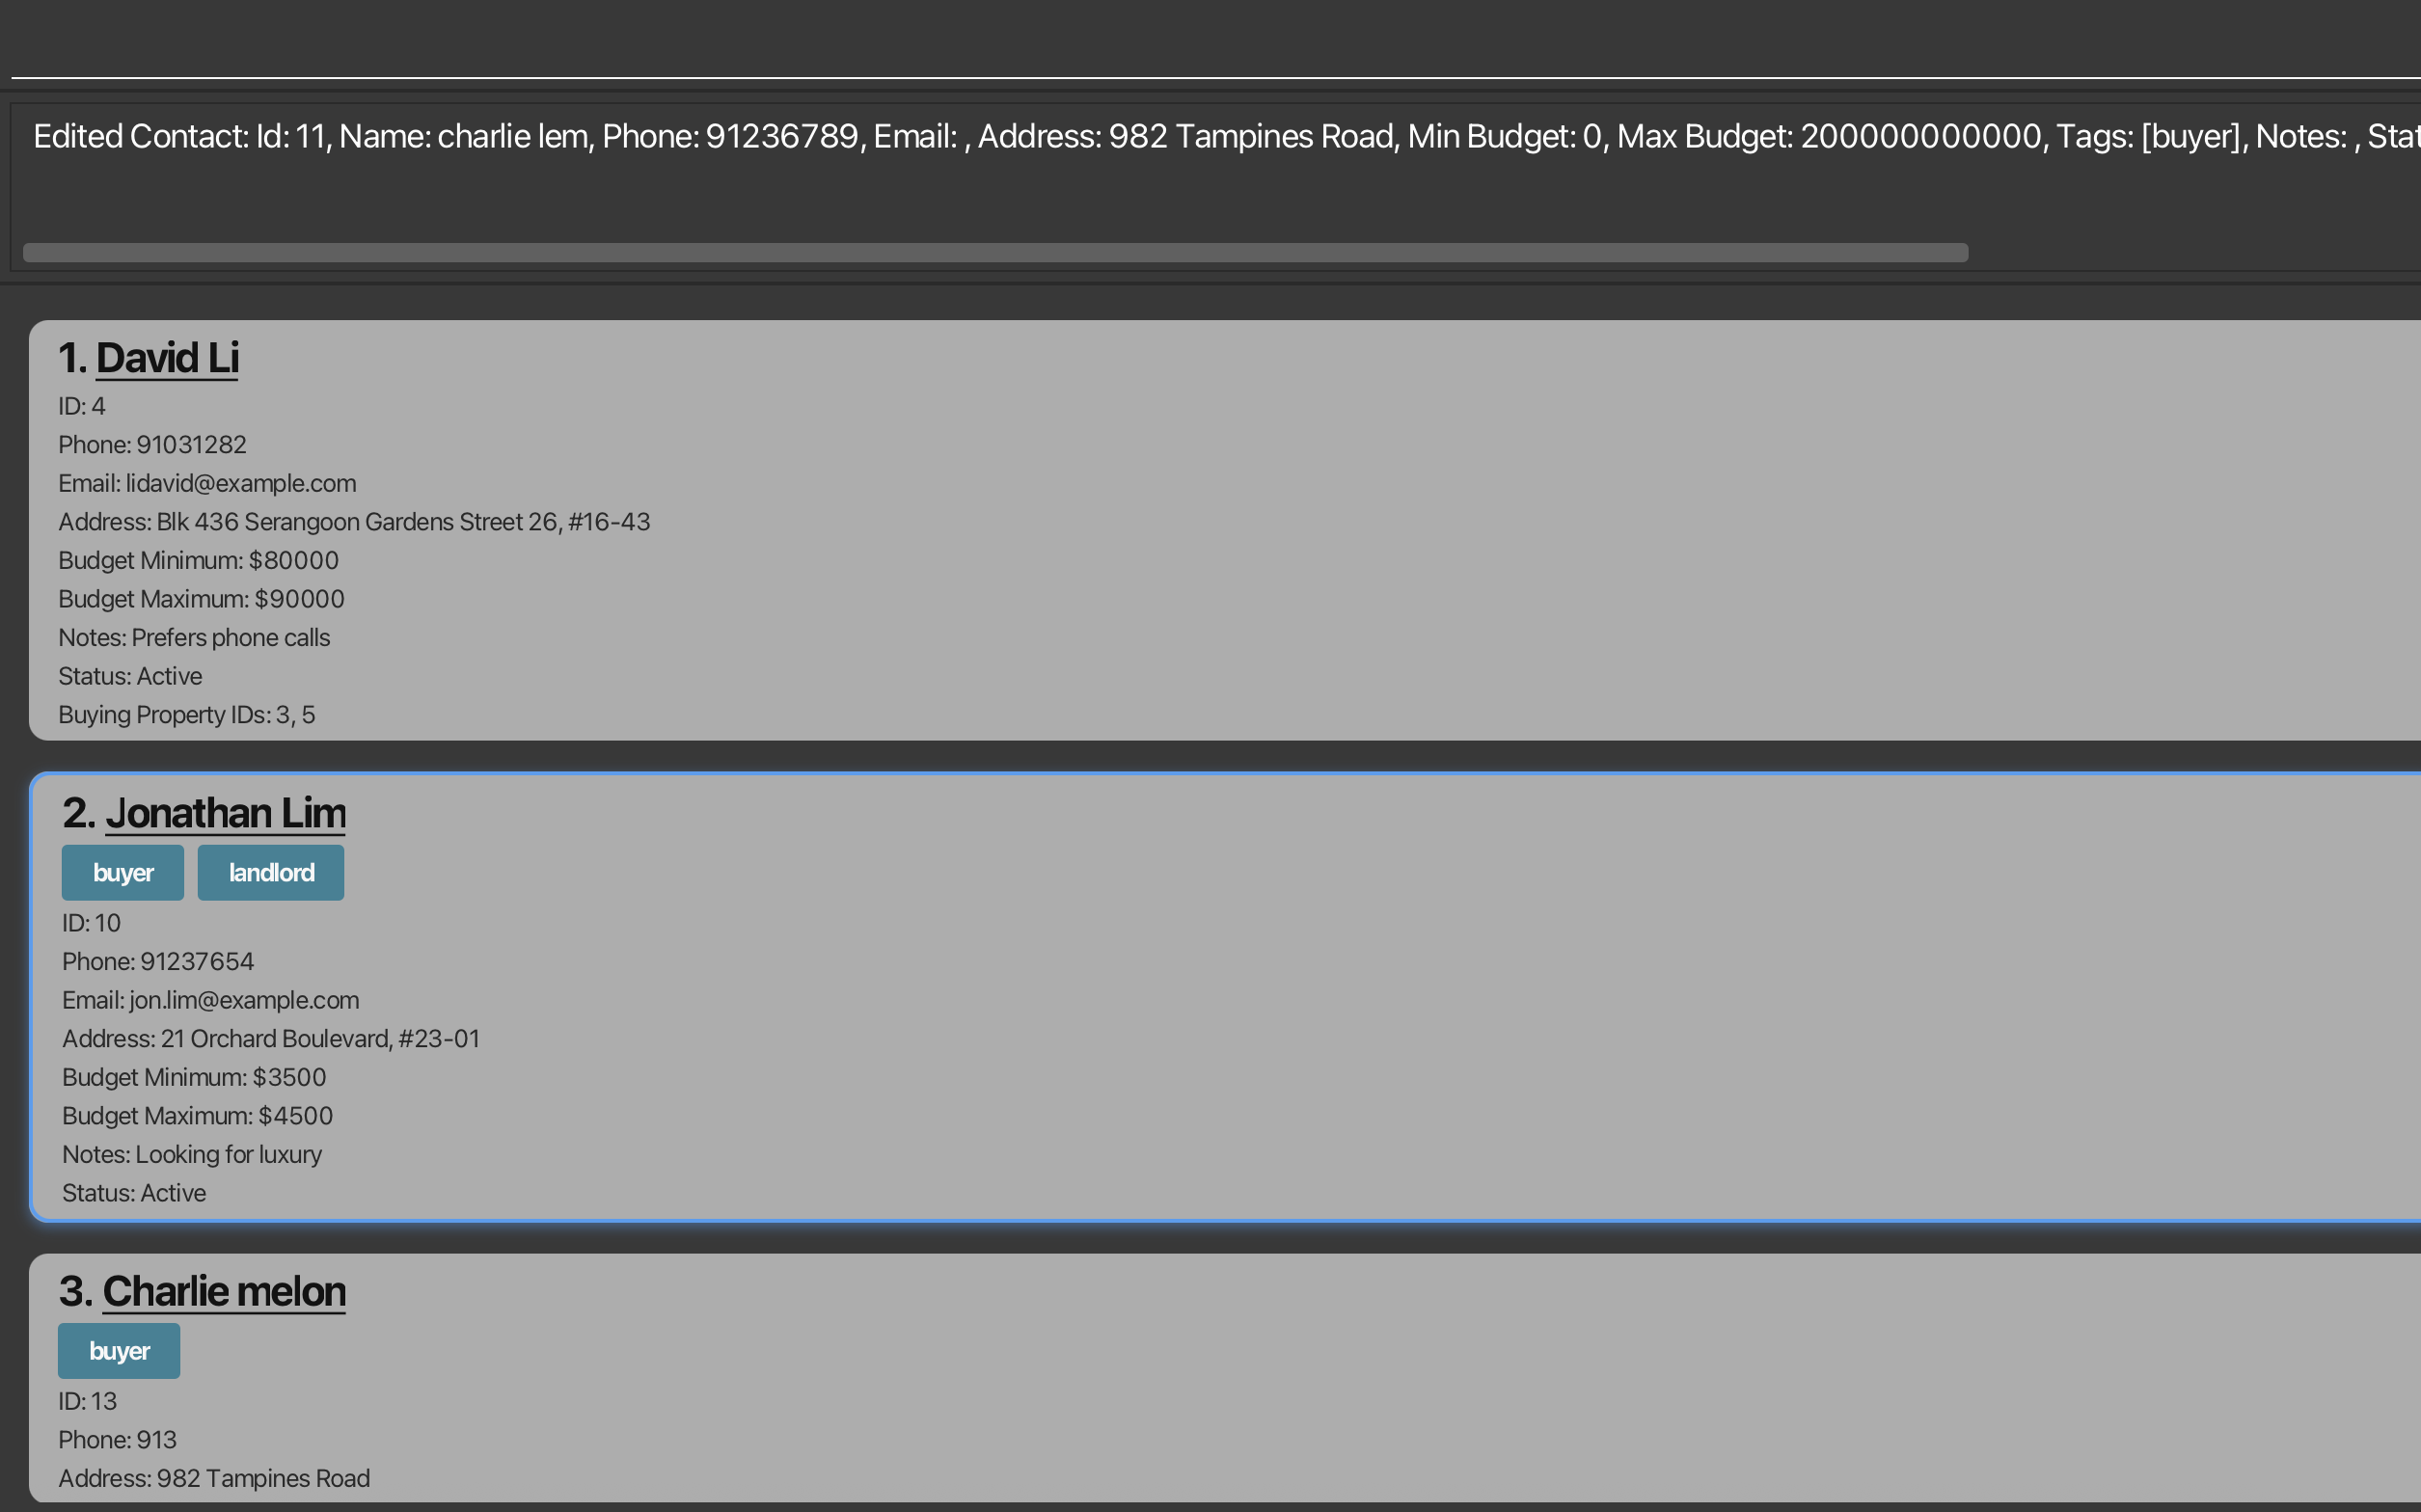 Edited Contact: Id: 11, Name: charlie lem, Phone: 91236789, Email: , Address: 982 Tampines Road, Min Budget: 0, Max Budget: 200000000000, Tags: [buyer], Notes: , Stat
1. David Li
ID: 4
Phone: 91031282
Email: lidavid@example.com
Address: Blk 436 Serangoon Gardens Street 26, #16-43
Budget Minimum: $80000
Budget Maximum: $90000
Notes: Prefers phone calls
Status: Active
Buying Property IDs: 3, 5
2. Jonathan Lim
buyer landlord
ID: 10
Phone: 91237654
Email: jon.lim@example.com
Address: 21 Orchard Boulevard, #23-01
Budget Minimum: $3500
Budget Maximum: $4500
Notes: Looking for luxury
Status: Active
3. Charlie melon
buyer
ID: 13
Phone: 913
Address: 982 Tampines Road